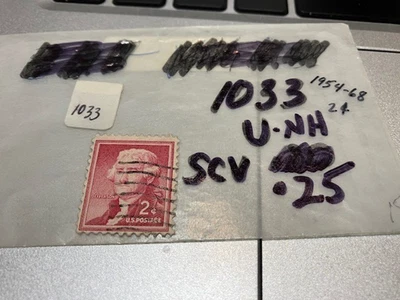 1033
1033
1954-68
2¢
U-NH
SCV .25
2¢
U.S. POSTAGE